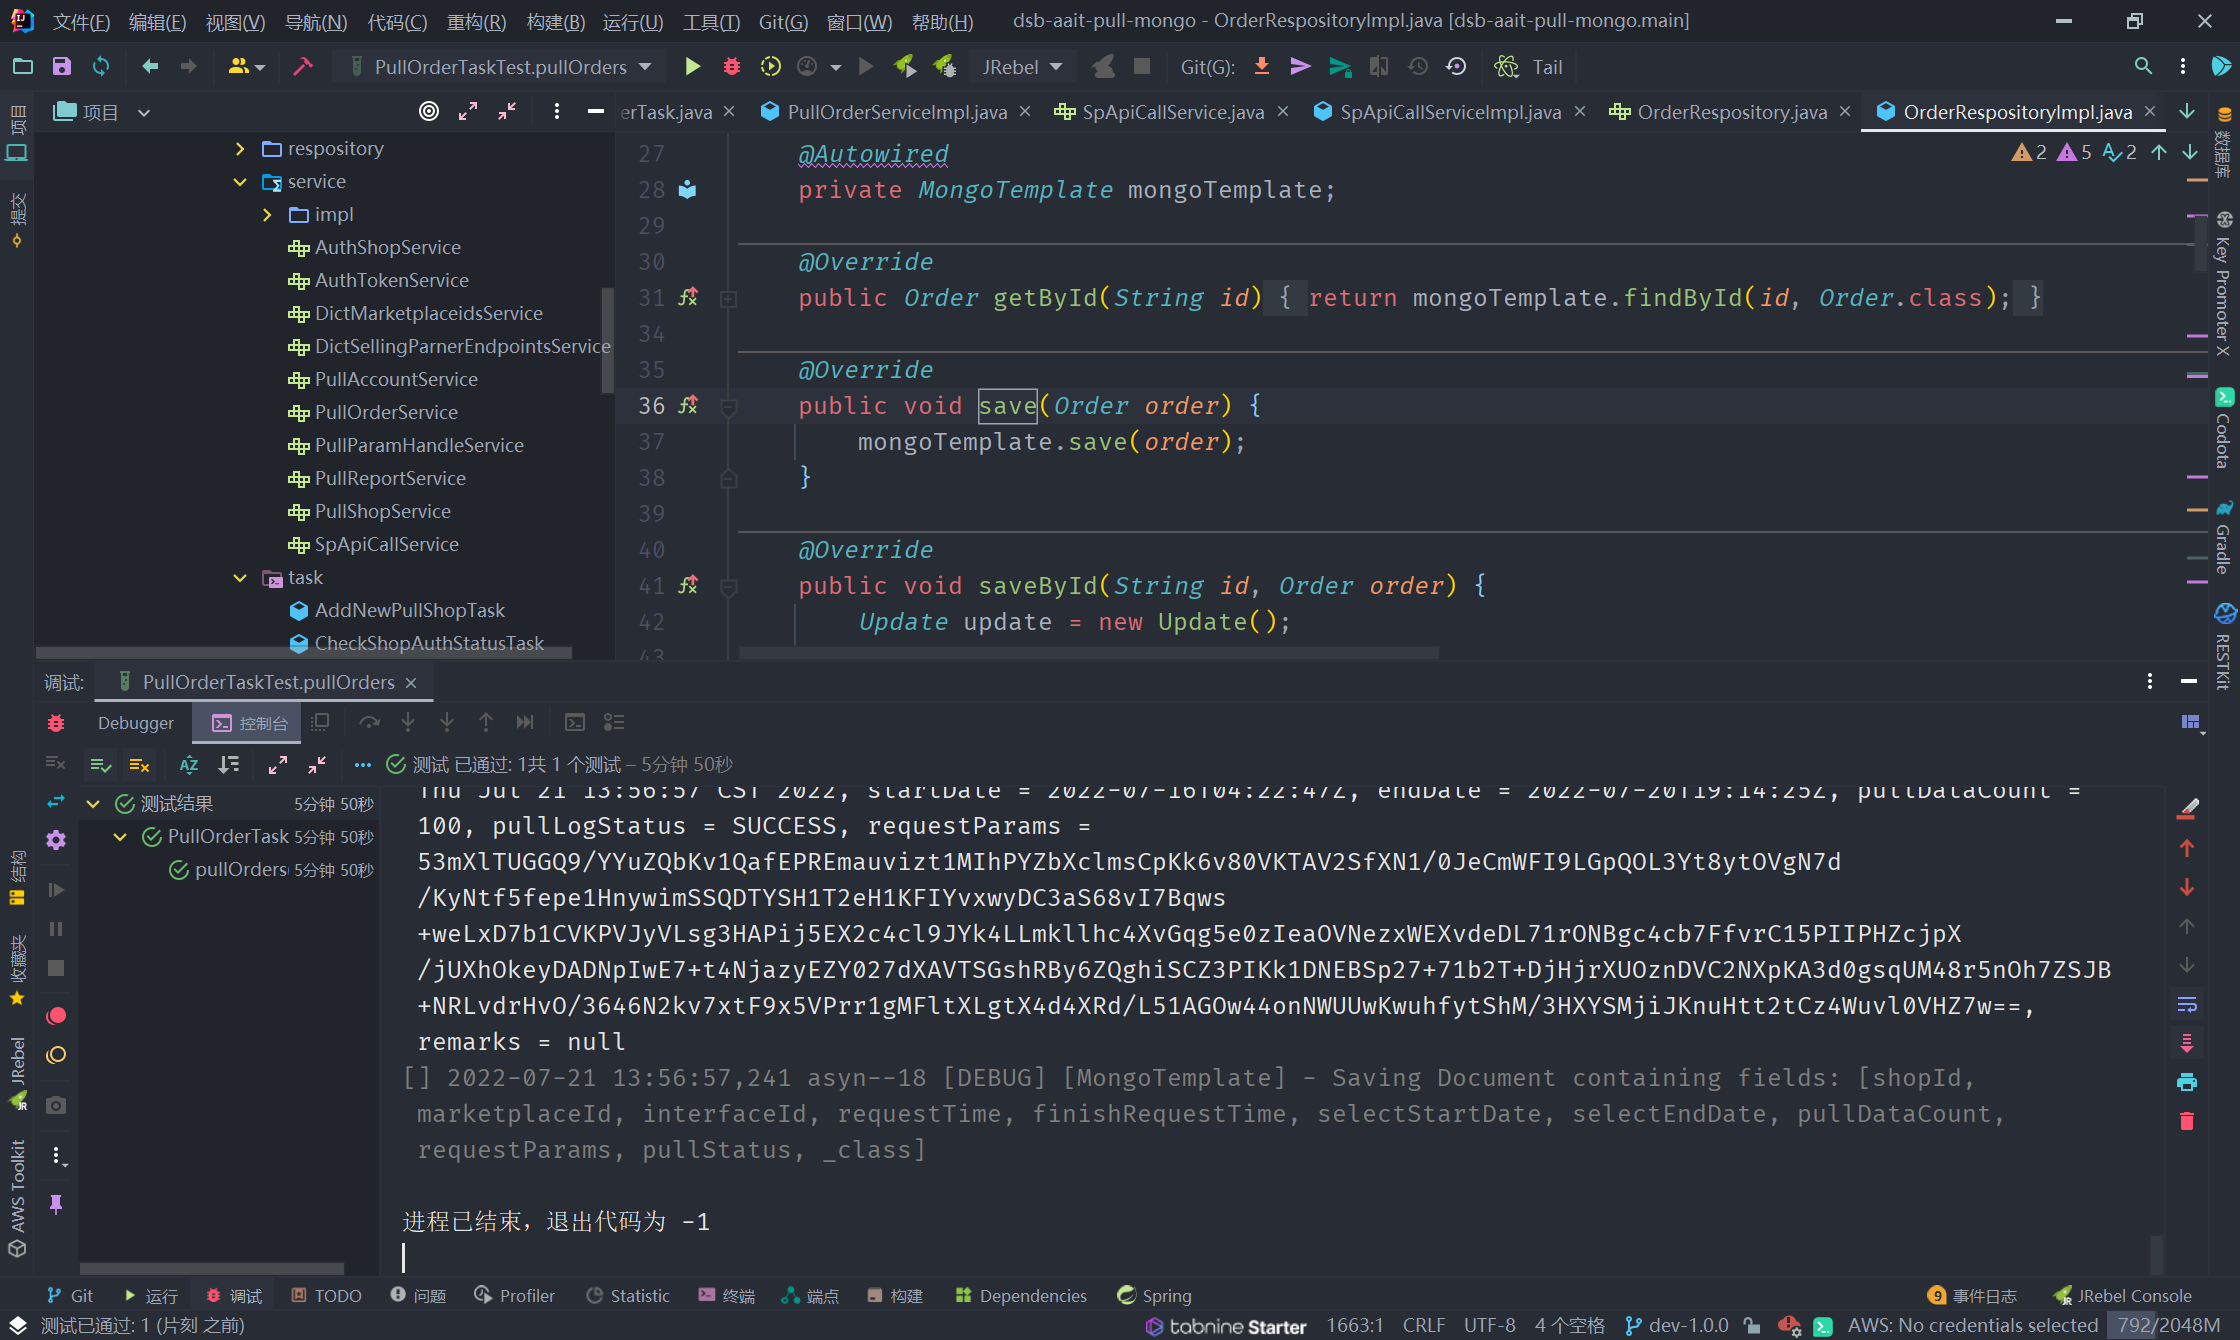 文件(F) 编辑(E) 视图(V) 导航(N) 代码(C) 重构(R) 构建(B) 运行(U) 工具(T) Git(G) 窗口(W) 帮助(H) dsb-aait-pull-mongo - OrderRespositoryImpl.java [dsb-aait-pull-mongo.main]
PullOrderTaskTest.pullOrders JRebel Git(G): Tail
项目 erTask.java PullOrderServiceImpl.java SpApiCallService.java SpApiCallServiceImpl.java OrderRespository.java OrderRespositoryImpl.java
项目
提交
结构
收藏夹
JRebel
AWS Toolkit
respository
service
impl
AuthShopService
AuthTokenService
DictMarketplaceidsService
DictSellingParnerEndpointsService
PullAccountService
PullOrderService
PullParamHandleService
PullReportService
PullShopService
SpApiCallService
task
AddNewPullShopTask
CheckShopAuthStatusTask
2 5 2
27 @Autowired
28 private MongoTemplate mongoTemplate;
29
30 @Override
31 public Order getById(String id) { return mongoTemplate.findById(id, Order.class); }
34
35 @Override
36 public void save(Order order) {
37 mongoTemplate.save(order);
38 }
39
40 @Override
41 public void saveById(String id, Order order) {
42 Update update = new Update();
43
数据库
Key Promoter X
Codota
Gradle
RESTKit
调试: PullOrderTaskTest.pullOrders
Debugger 控制台
测试 已通过: 1共 1 个测试 – 5分钟 50秒
测试结果 5分钟 50秒
PullOrderTask 5分钟 50秒
pullOrders 5分钟 50秒
Thu Jul 21 13:56:57 CST 2022, startDate = 2022-07-16T04:22:47Z, endDate = 2022-07-20T19:14:25Z, pullDataCount =
100, pullLogStatus = SUCCESS, requestParams =
53mXlTUGGQ9/YYuZQbKv1QafEPREmauvizt1MIhPYZbXclmsCpKk6v80VKTAV2SfXN1/0JeCmWFI9LGpQOL3Yt8ytOVgN7d
/KyNtf5fepe1HnywimSSQDTYSH1T2eH1KFIYvxwyDC3aS68vI7Bqws
+weLxD7b1CVKPVJyVLsg3HAPij5EX2c4cl9JYk4LLmkllhc4XvGqg5e0zIeaOVNezxWEXvdeDL71rONBgc4cb7FfvrC15PIIPHZcjpX
/jUXhOkeyDADNpIwE7+t4NjazyEZY027dXAVTSGshRBy6ZQghiSCZ3PIKk1DNEBSp27+71b2T+DjHjrXUOznDVC2NXpKA3d0gsqUM48r5nOh7ZSJB
+NRLvdrHvO/3646N2kv7xtF9x5VPrr1gMFltXLgtX4d4XRd/L51AGOw44onNWUUwKwuhfytShM/3HXYSMjiJKnuHtt2tCz4Wuvl0VHZ7w==,
remarks = null
[] 2022-07-21 13:56:57,241 asyn--18 [DEBUG] [MongoTemplate] - Saving Document containing fields: [shopId,
marketplaceId, interfaceId, requestTime, finishRequestTime, selectStartDate, selectEndDate, pullDataCount,
requestParams, pullStatus, _class]
进程已结束，退出代码为 -1
Git 运行 调试 TODO 问题 Profiler Statistic 终端 端点 构建 Dependencies Spring 9 事件日志 JRebel Console
测试已通过: 1 (片刻 之前) tabnine Starter 1663:1 CRLF UTF-8 4 个空格 dev-1.0.0 AWS: No credentials selected 792/2048M